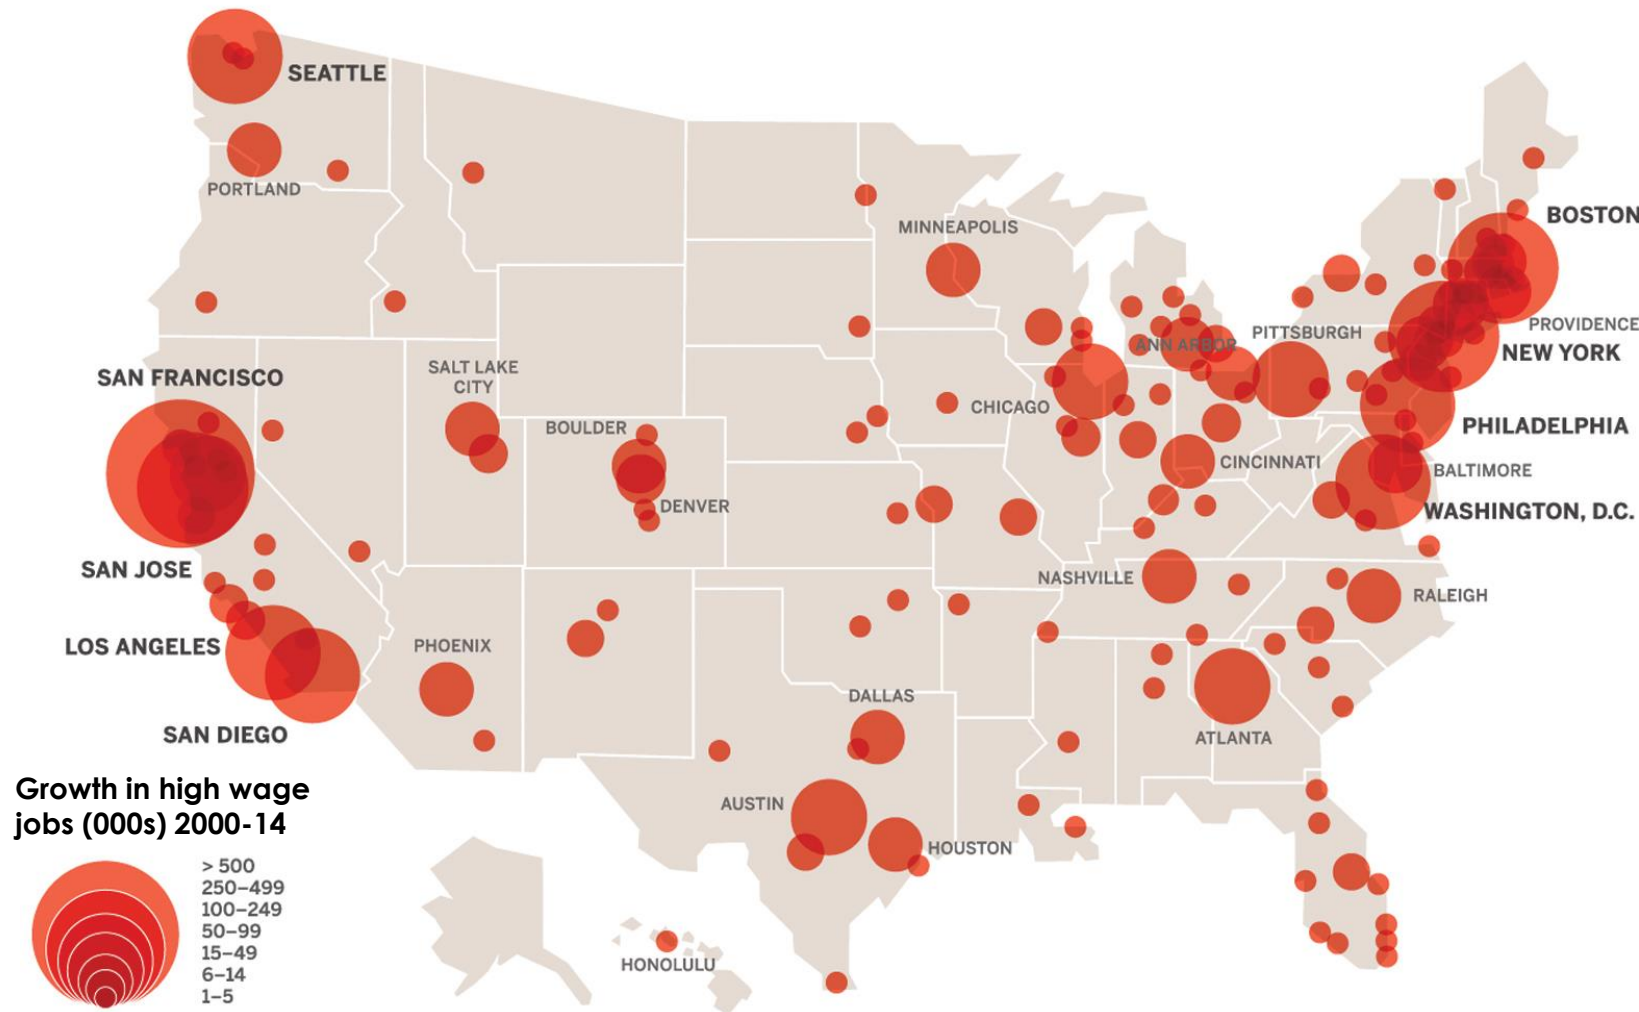 SEATTLE
PORTLAND
MINNEAPOLIS
BOSTON
PROVIDENCE
NEW YORK
PITTSBURGH
ANN ARBOR
SAN FRANCISCO
SALT LAKE
CITY
BOULDER
CHICAGO
PHILADELPHIA
CINCINNATI
BALTIMORE
DENVER
WASHINGTON, D.C.
SAN JOSE
NASHVILLE
RALEIGH
LOS ANGELES
PHOENIX
DALLAS
SAN DIEGO
ATLANTA
AUSTIN
HOUSTON
HONOLULU
Growth in high wage
jobs (000s) 2000-14
> 500
250–499
100–249
50–99
15–49
6–14
1–5